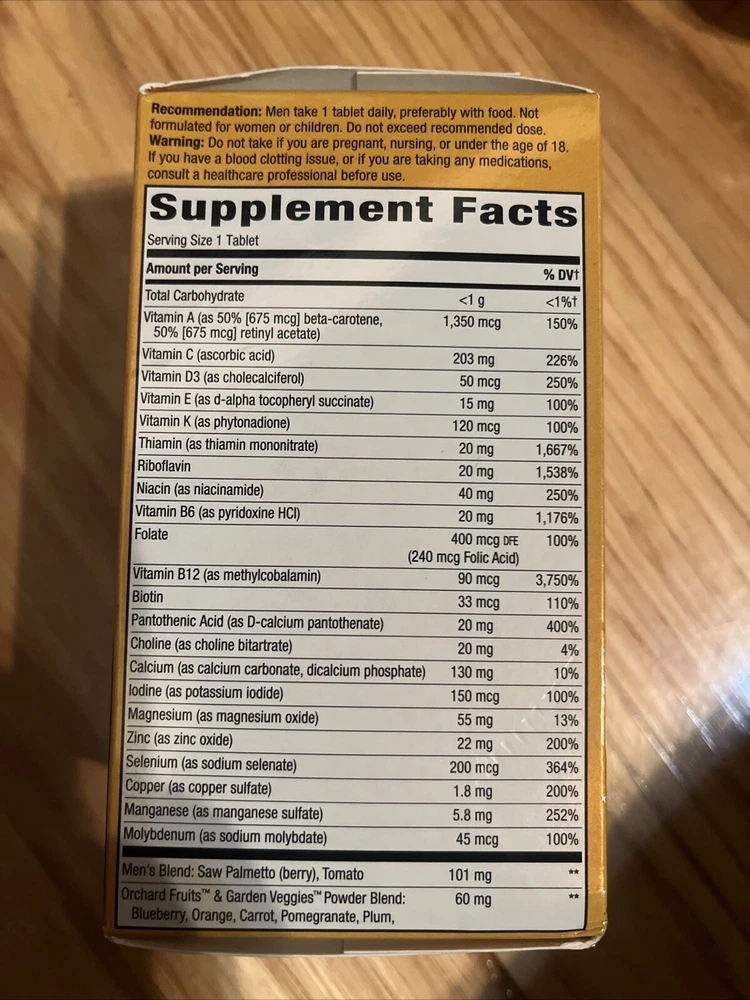 Recommendation: Men take 1 tablet daily, preferably with food. Not
formulated for women or children. Do not exceed recommended dose.
Warning: Do not take if you are pregnant, nursing, or under the age of 18.
If you have a blood clotting issue, or if you are taking any medications,
consult a healthcare professional before use.
Supplement Facts
Serving Size 1 Tablet
Amount per Serving % DV†
Total Carbohydrate <1 g <1%†
Vitamin A (as 50% [675 mcg] beta-carotene, 1,350 mcg 150%
50% [675 mcg] retinyl acetate)
Vitamin C (ascorbic acid) 203 mg 226%
Vitamin D3 (as cholecalciferol) 50 mcg 250%
Vitamin E (as d-alpha tocopheryl succinate) 15 mg 100%
Vitamin K (as phytonadione) 120 mcg 100%
Thiamin (as thiamin mononitrate) 20 mg 1,667%
Riboflavin 20 mg 1,538%
Niacin (as niacinamide) 40 mg 250%
Vitamin B6 (as pyridoxine HCl) 20 mg 1,176%
Folate 400 mcg DFE 100%
(240 mcg Folic Acid)
Vitamin B12 (as methylcobalamin) 90 mcg 3,750%
Biotin 33 mcg 110%
Pantothenic Acid (as D-calcium pantothenate) 20 mg 400%
Choline (as choline bitartrate) 20 mg 4%
Calcium (as calcium carbonate, dicalcium phosphate) 130 mg 10%
Iodine (as potassium iodide) 150 mcg 100%
Magnesium (as magnesium oxide) 55 mg 13%
Zinc (as zinc oxide) 22 mg 200%
Selenium (as sodium selenate) 200 mcg 364%
Copper (as copper sulfate) 1.8 mg 200%
Manganese (as manganese sulfate) 5.8 mg 252%
Molybdenum (as sodium molybdate) 45 mcg 100%
Men's Blend: Saw Palmetto (berry), Tomato 101 mg **
Orchard Fruits™ & Garden Veggies™ Powder Blend: 60 mg **
Blueberry, Orange, Carrot, Pomegranate, Plum,